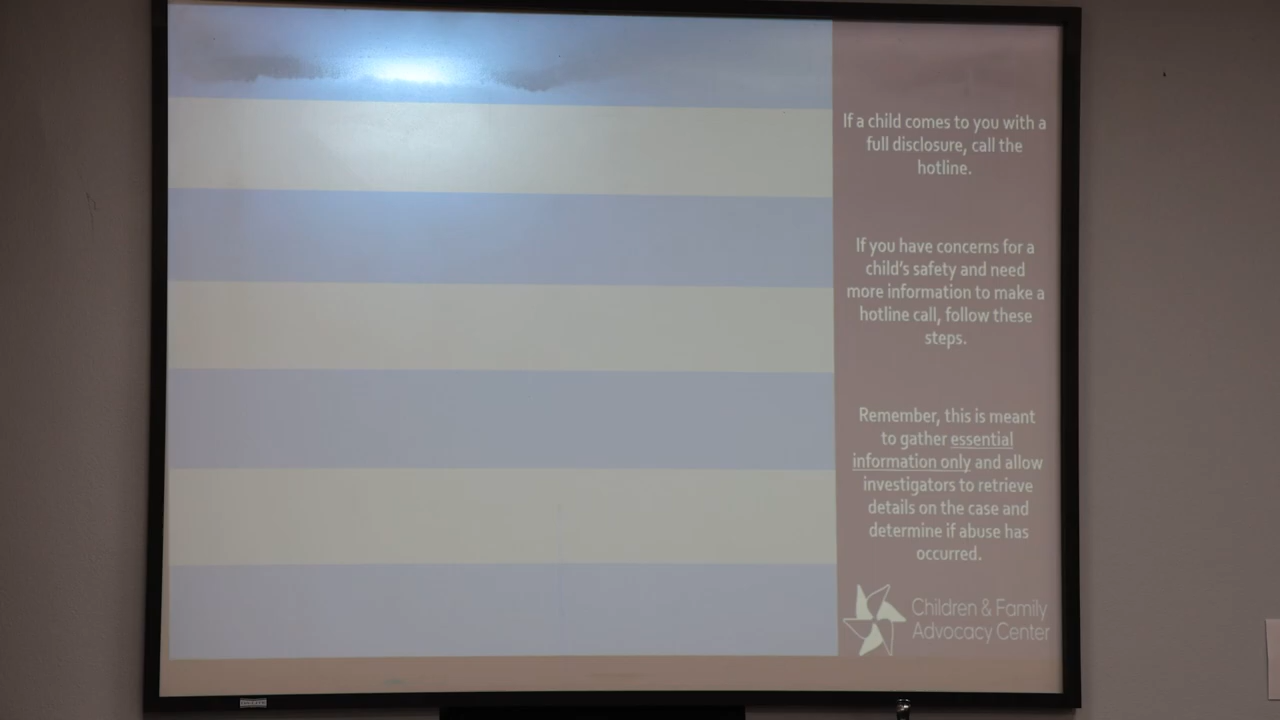 If a child comes to you with a
full disclosure, call the
hotline.
If you have concerns for a
child's safety and need
more information to make a
hotline call, follow these
steps.
Remember, this is meant
to gather essential
information only and allow
investigators to retrieve
details on the case and
determine if abuse has
occurred.
Children & Family
Advocacy Center